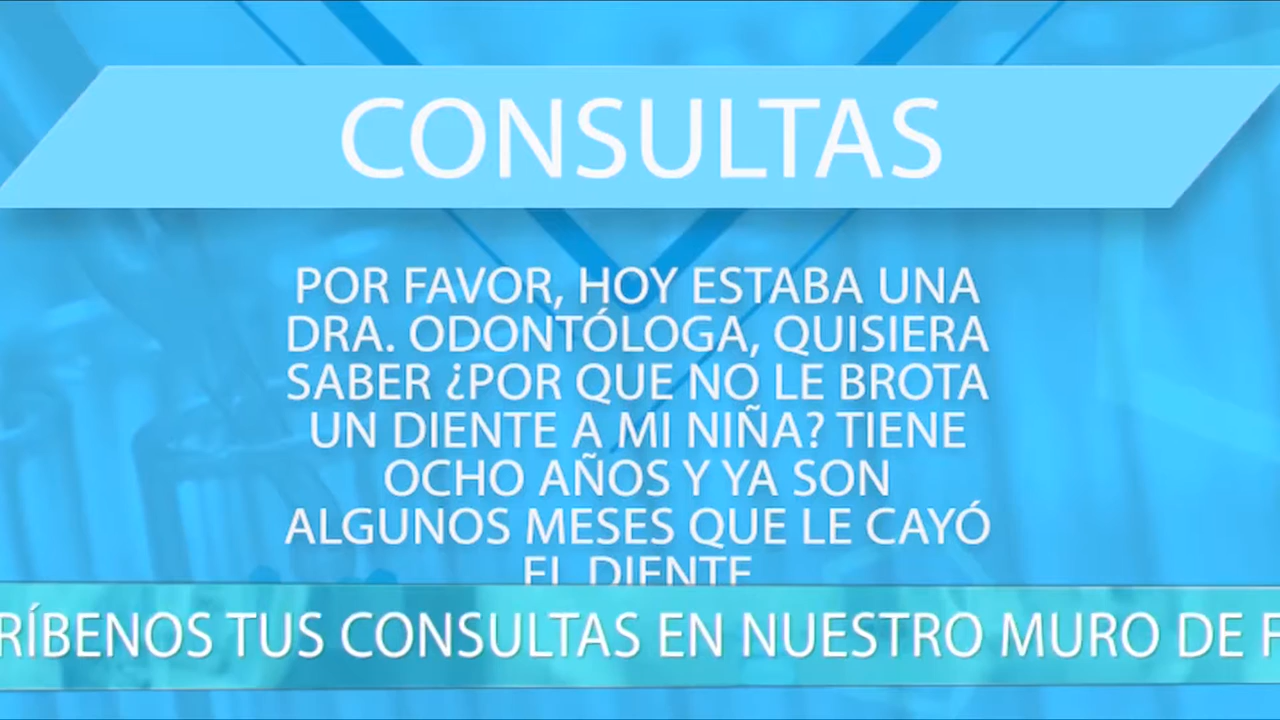 CONSULTAS
POR FAVOR, HOY ESTABA UNA
DRA. ODONTÓLOGA, QUISIERA
SABER ¿POR QUE NO LE BROTA
UN DIENTE A MI NIÑA? TIENE
OCHO AÑOS Y YA SON
ALGUNOS MESES QUE LE CAYÓ
EL DIENTE
RÍBENOS TUS CONSULTAS EN NUESTRO MURO DE F